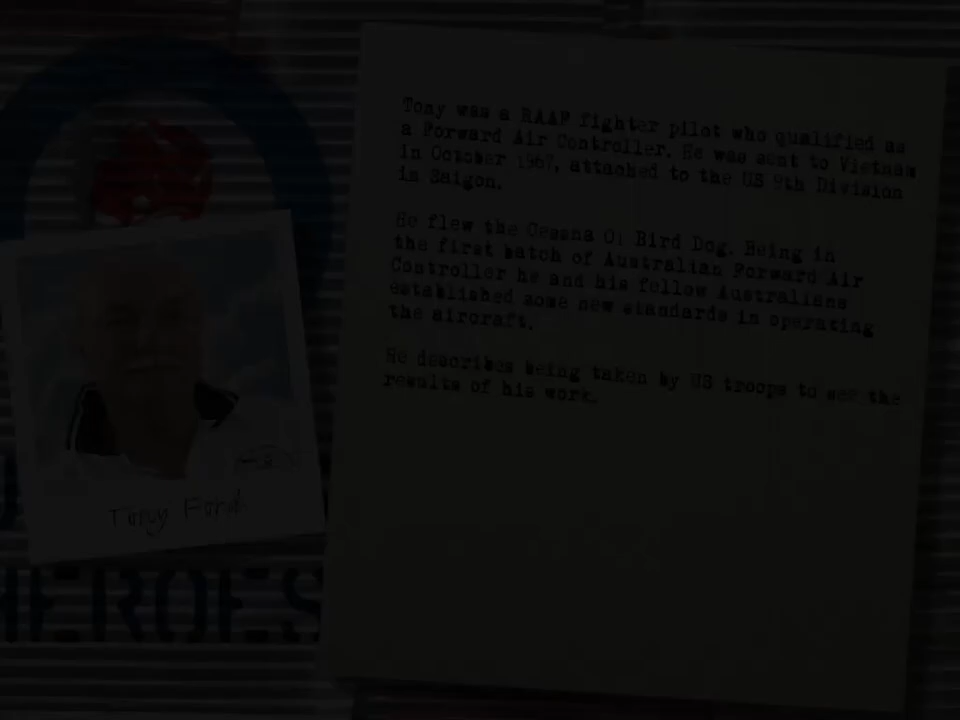 Tony was a RAAF fighter pilot who qualified as
a Forward Air Controller. He was sent to Vietnam
in October 1967, attached to the US 9th Division
in Saigon.
He flew the Cessna O1 Bird Dog. Being in
the first batch of Australian Forward Air
Controller he and his fellow Australians
established some new standards in operating
the aircraft.
He describes being taken by US troops to see the
results of his work.
Tony Ford
HEROES